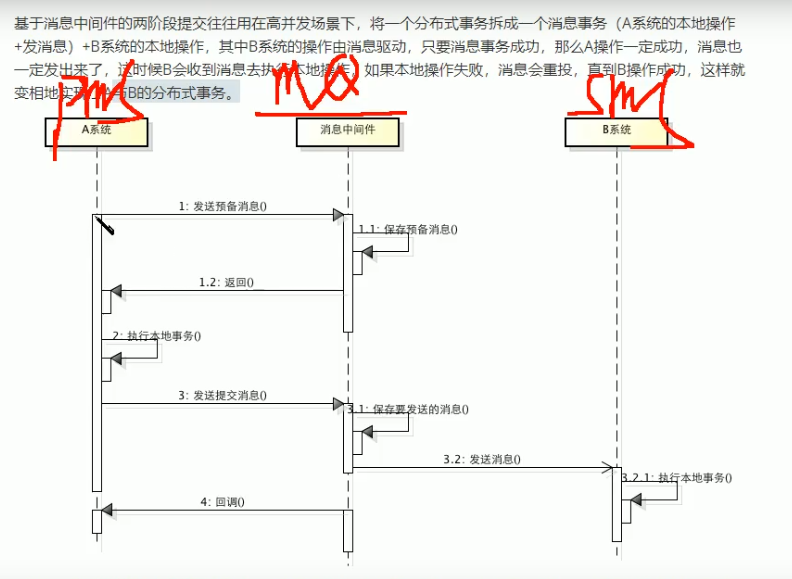 基于消息中间件的两阶段提交往往用在高并发场景下，将一个分布式事务拆成一个消息事务（A系统的本地操作
+发消息）+B系统的本地操作，其中B系统的操作由消息驱动，只要消息事务成功，那么A操作一定成功，消息也
一定发出来了，这时候B会收到消息去执行本地操作，如果本地操作失败，消息会重投，直到B操作成功，这样就
变相地实现了A与B的分布式事务。
Pms MQ sms
A系统 消息中间件 B系统
1: 发送预备消息()
1.1: 保存预备消息()
1.2: 返回()
2: 执行本地事务()
3: 发送提交消息()
3.1: 保存要发送的消息()
3.2: 发送消息()
3.2.1: 执行本地事务()
4: 回调()